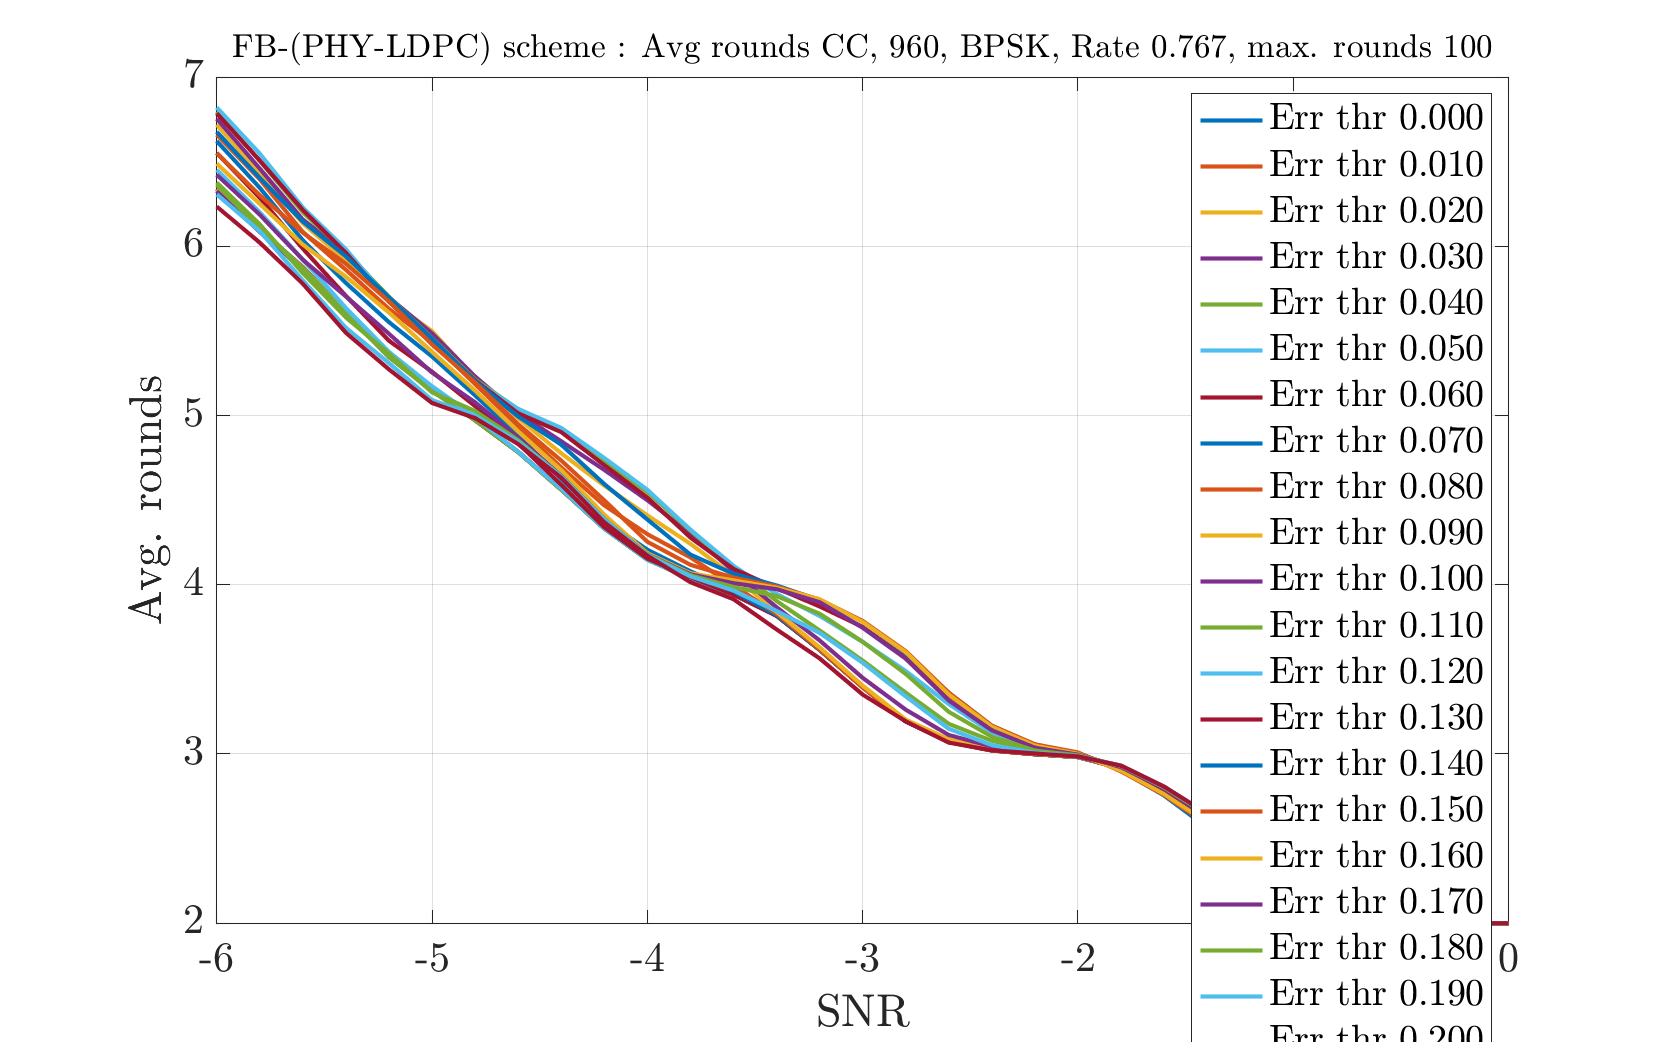 FB-(PHY-LDPC) scheme : Avg rounds CC, 960, BPSK, Rate 0.767, max. rounds 100
7
6
5
4
3
2
Avg. rounds
-6 -5 -4 -3 -2 0
SNR
Err thr 0.000
Err thr 0.010
Err thr 0.020
Err thr 0.030
Err thr 0.040
Err thr 0.050
Err thr 0.060
Err thr 0.070
Err thr 0.080
Err thr 0.090
Err thr 0.100
Err thr 0.110
Err thr 0.120
Err thr 0.130
Err thr 0.140
Err thr 0.150
Err thr 0.160
Err thr 0.170
Err thr 0.180
Err thr 0.190
Err thr 0.200